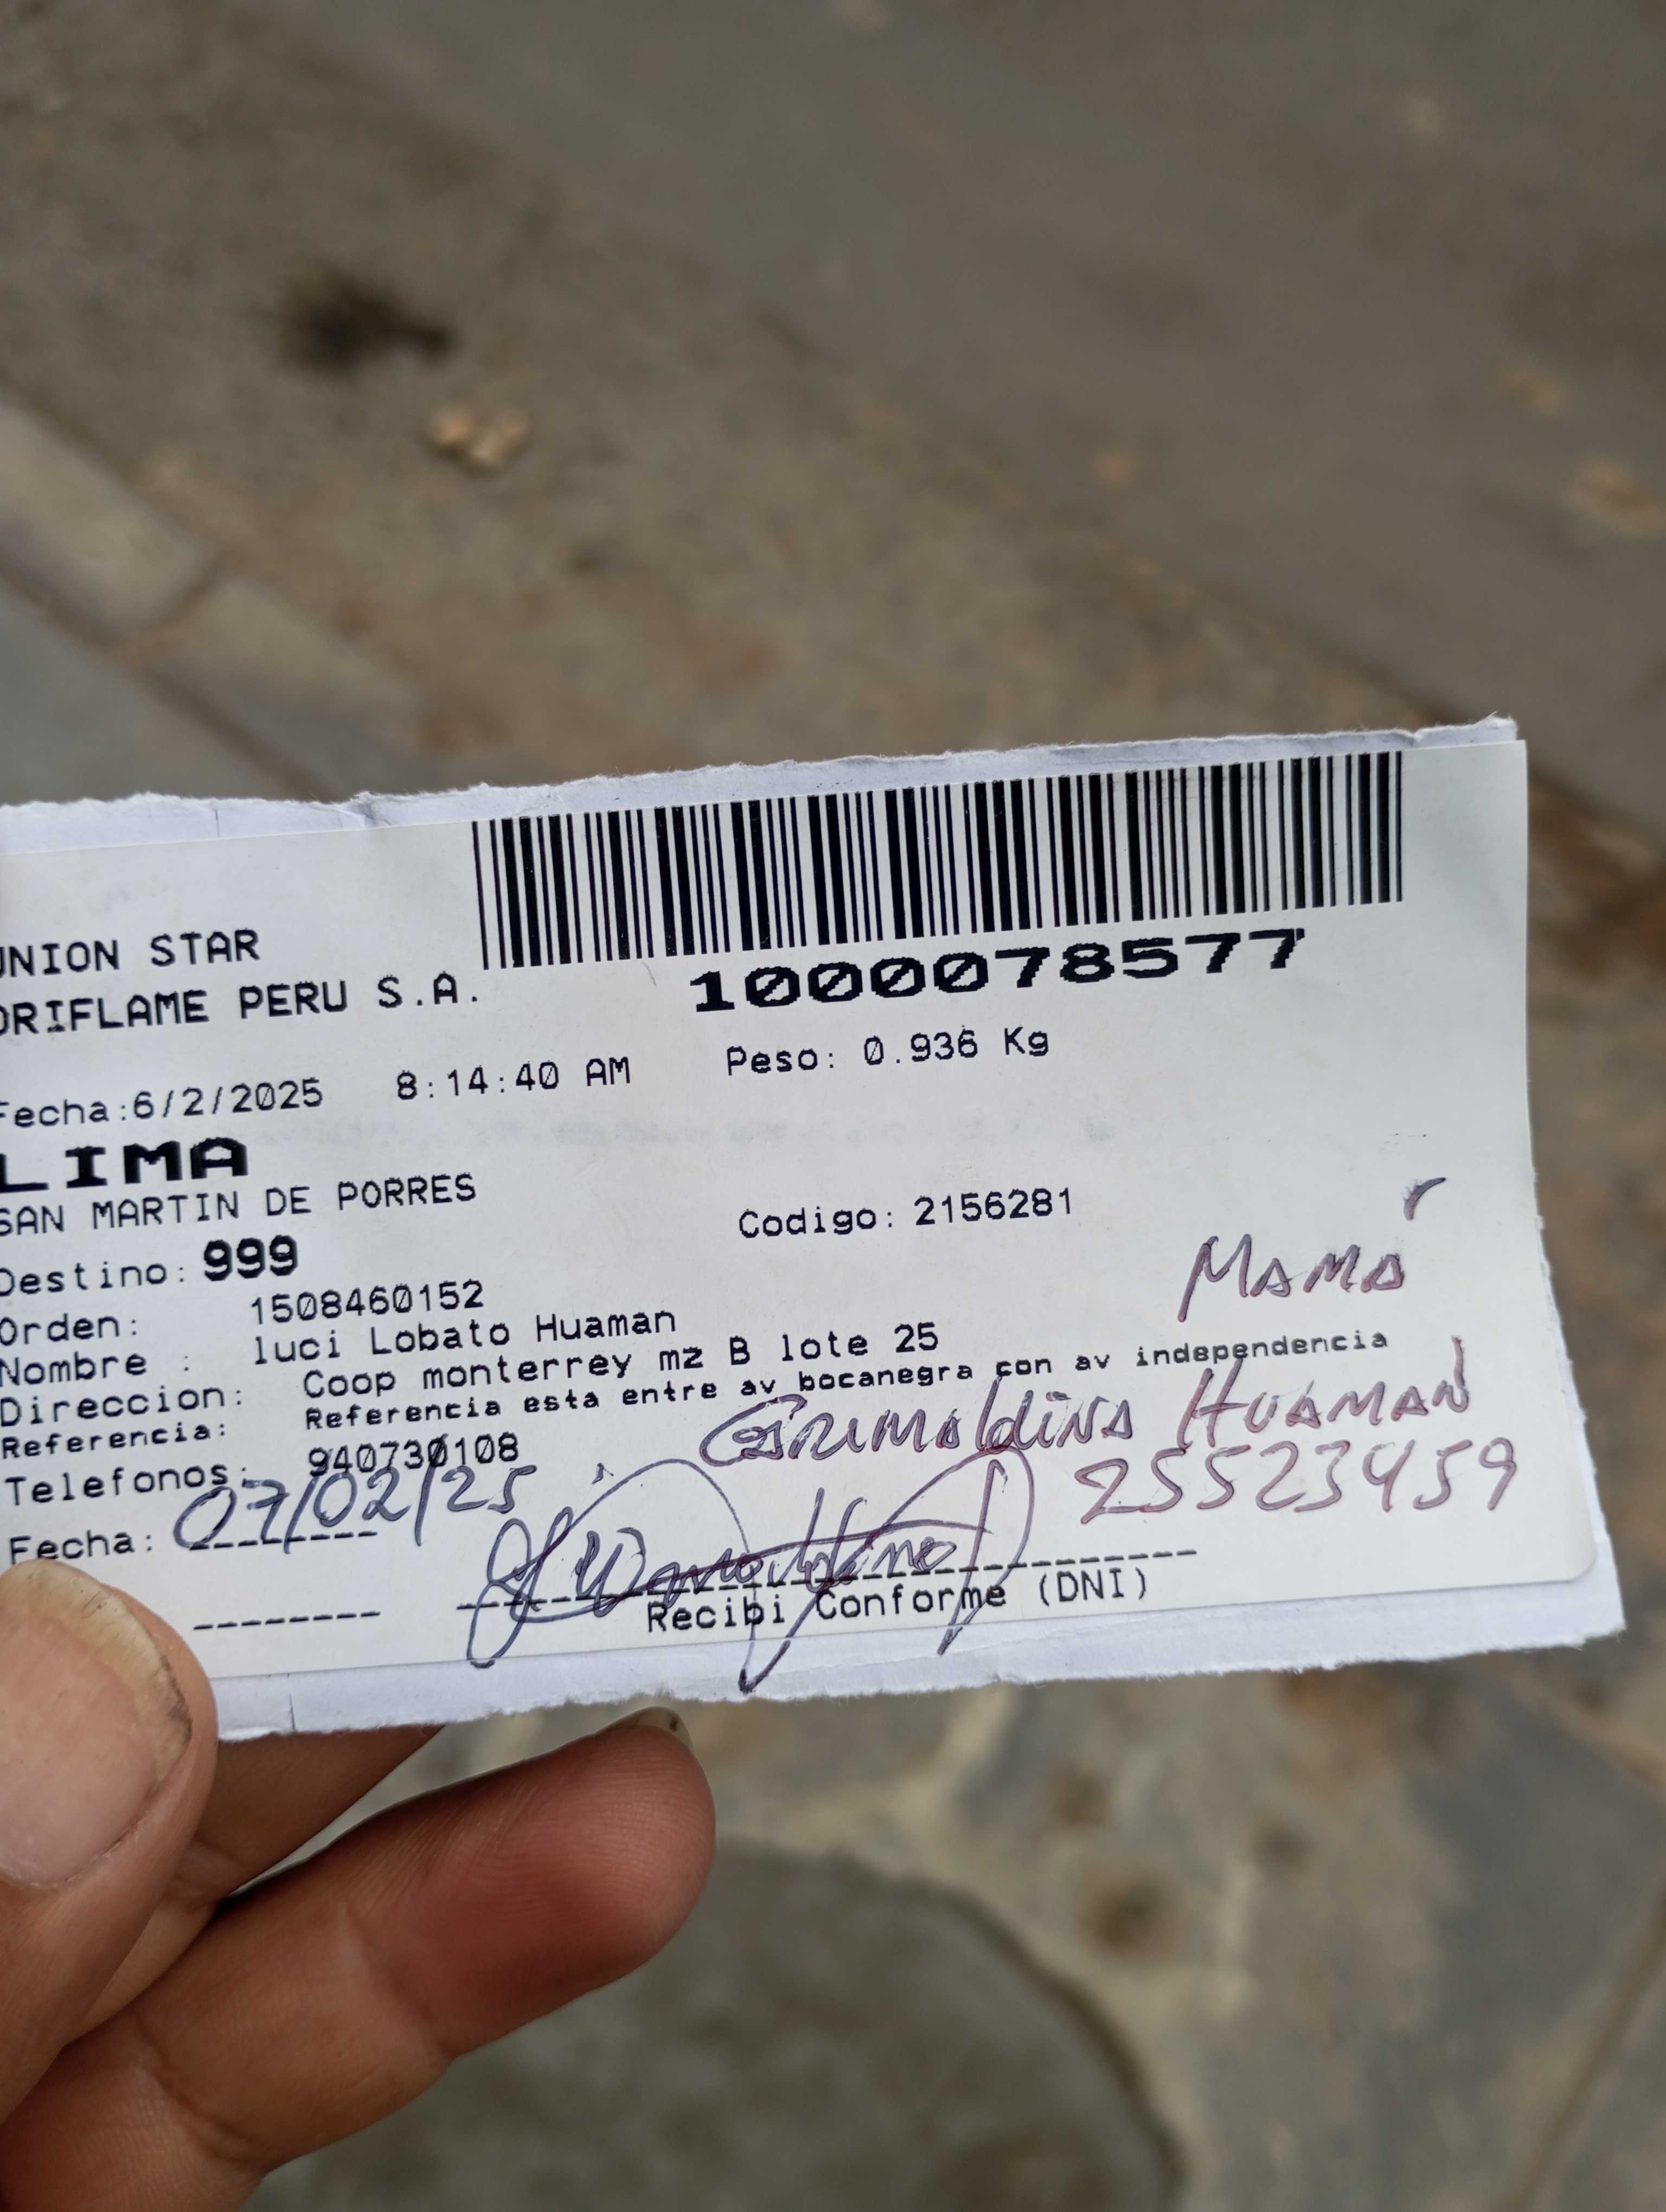 UNION STAR
ORIFLAME PERU S.A.
1000078577
Fecha:6/2/2025 8:14:40 AM Peso: 0.936 Kg
LIMA
SAN MARTIN DE PORRES
Destino: 999 Codigo: 2156281
Orden: 1508460152
MAMÁ
Nombre : luci Lobato Huaman
Direccion: Coop monterrey mz B lote 25
Referencia: Referencia esta entre av bocanegra con av independencia
GRIMALDINA HUAMAN
Telefonos: 940730108
25523459
Fecha: 07/02/25
Recibi Conforme (DNI)